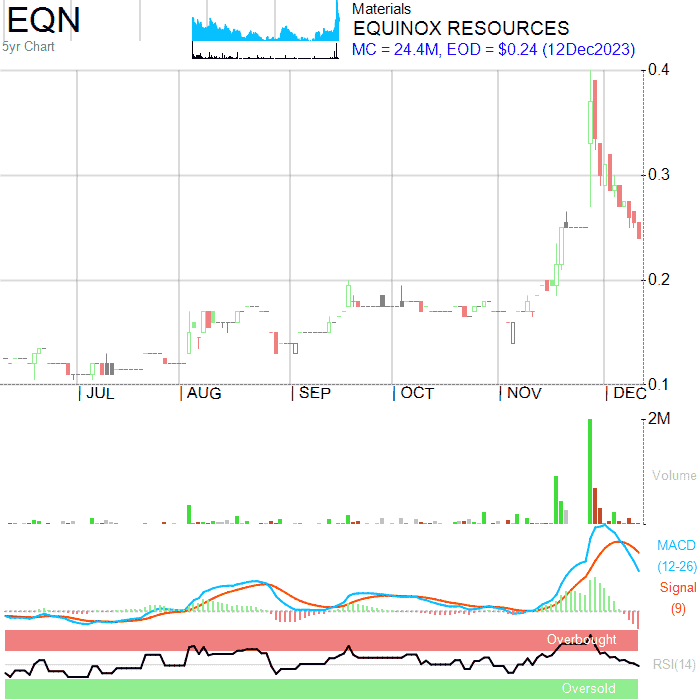 EQN
5yr Chart
Materials
EQUINOX RESOURCES
MC = 24.4M, EOD = $0.24 (12Dec2023)
0.4
0.3
0.2
0.1
JUL AUG SEP OCT NOV DEC
2M
Volume
MACD
(12-26)
Signal
(9)
Overbought
RSI(14)
Oversold